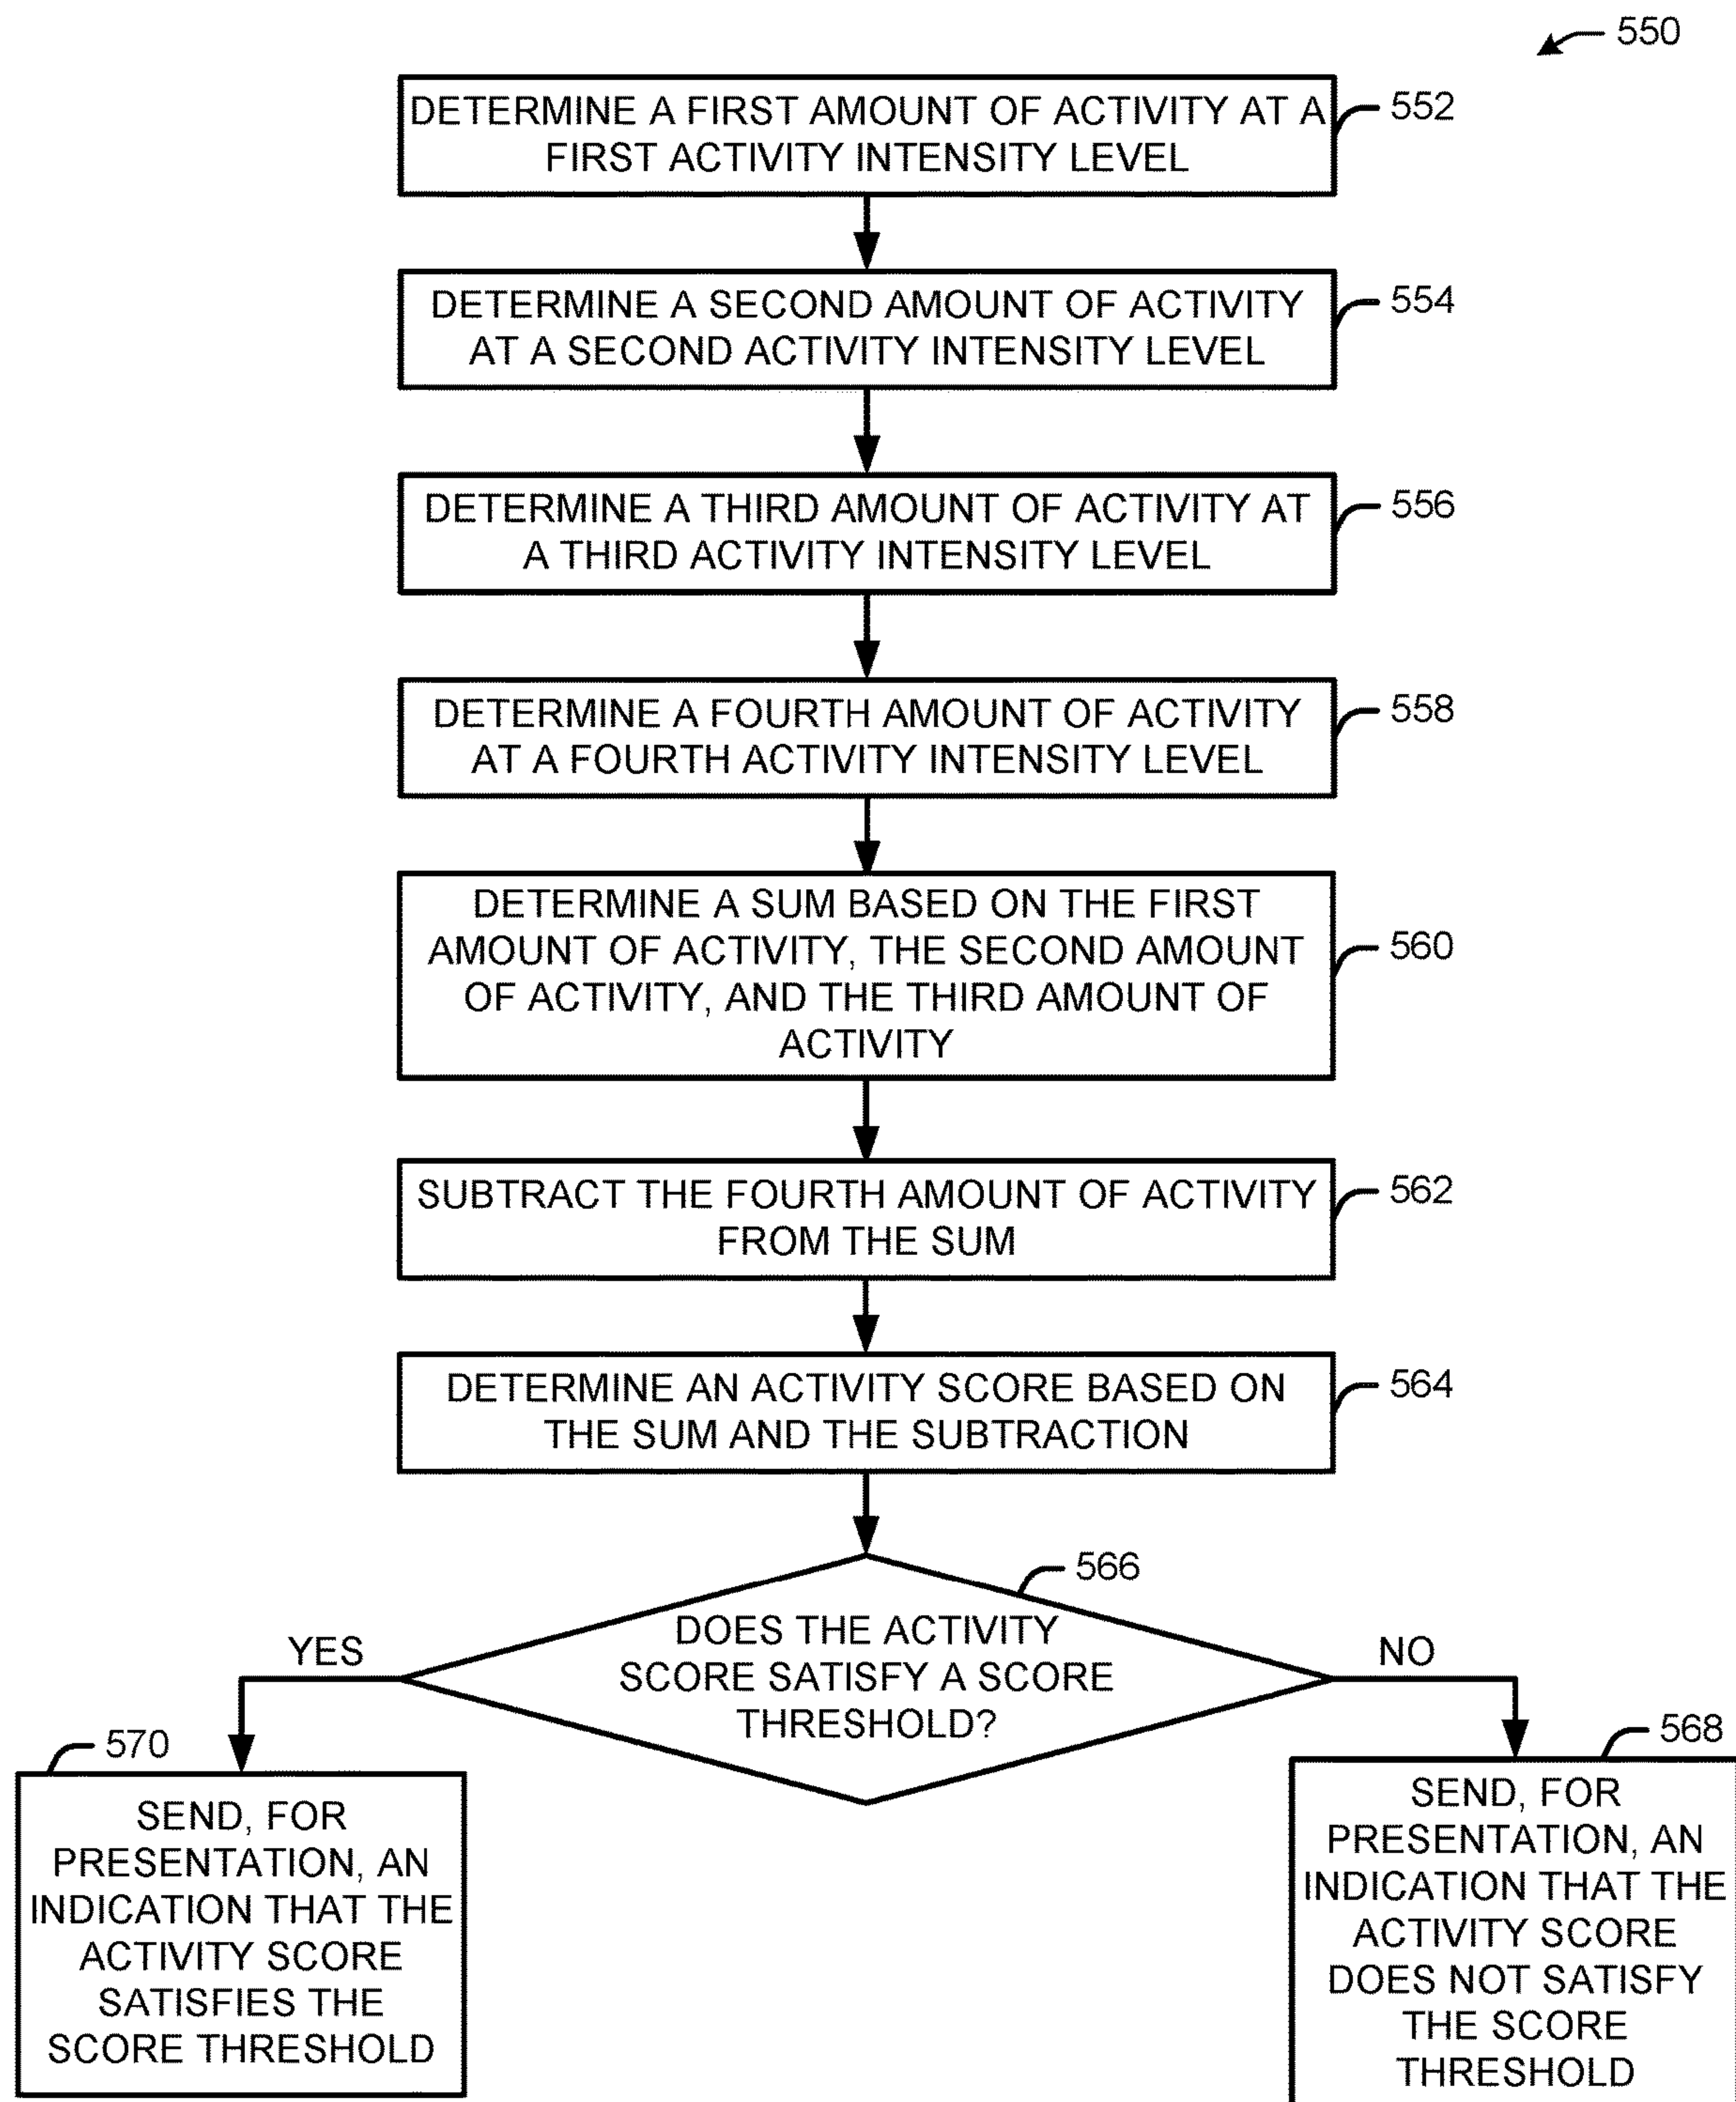 550
DETERMINE A FIRST AMOUNT OF ACTIVITY AT A
FIRST ACTIVITY INTENSITY LEVEL
552
DETERMINE A SECOND AMOUNT OF ACTIVITY
AT A SECOND ACTIVITY INTENSITY LEVEL
554
DETERMINE A THIRD AMOUNT OF ACTIVITY AT
A THIRD ACTIVITY INTENSITY LEVEL
556
DETERMINE A FOURTH AMOUNT OF ACTIVITY
AT A FOURTH ACTIVITY INTENSITY LEVEL
558
DETERMINE A SUM BASED ON THE FIRST
AMOUNT OF ACTIVITY, THE SECOND AMOUNT
OF ACTIVITY, AND THE THIRD AMOUNT OF
ACTIVITY
560
SUBTRACT THE FOURTH AMOUNT OF ACTIVITY
FROM THE SUM
562
DETERMINE AN ACTIVITY SCORE BASED ON
THE SUM AND THE SUBTRACTION
564
566
DOES THE ACTIVITY
SCORE SATISFY A SCORE
THRESHOLD?
YES
NO
570
SEND, FOR
PRESENTATION, AN
INDICATION THAT THE
ACTIVITY SCORE
SATISFIES THE
SCORE THRESHOLD
568
SEND, FOR
PRESENTATION, AN
INDICATION THAT THE
ACTIVITY SCORE
DOES NOT SATISFY
THE SCORE
THRESHOLD